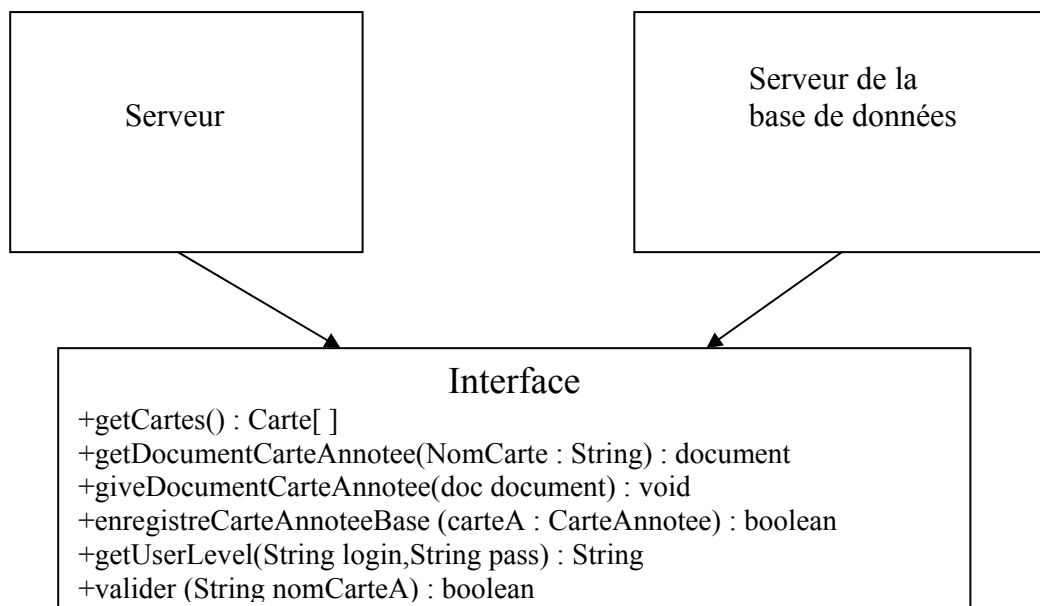 Serveur
Serveur de la
base de données
Interface
+getCartes() : Carte[ ]
+getDocumentCarteAnnotee(NomCarte : String) : document
+giveDocumentCarteAnnotee(doc document) : void
+enregistreCarteAnnoteeBase (carteA : CarteAnnotee) : boolean
+getUserLevel(String login,String pass) : String
+valider (String nomCarteA) : boolean